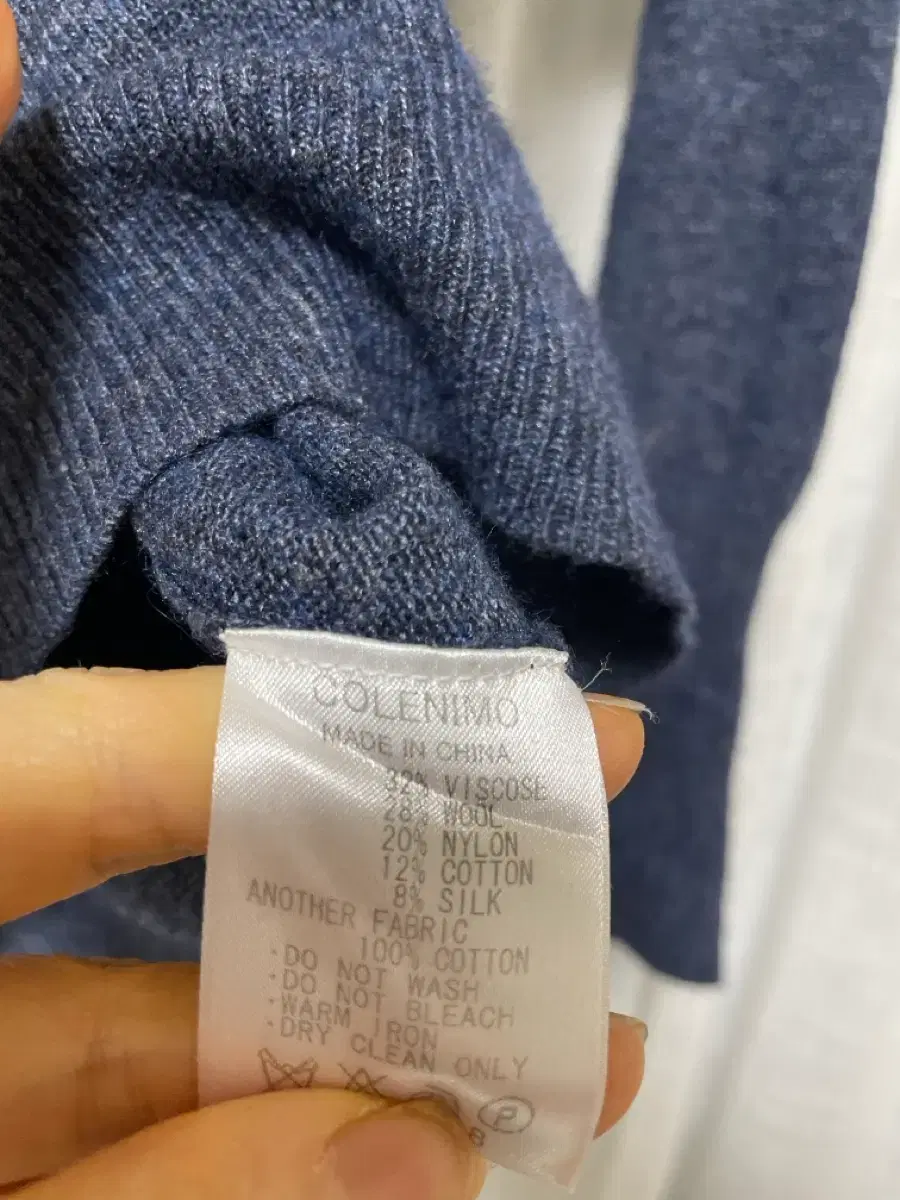 COLENIMO
MADE IN CHINA
32% VISCOSE
28% WOOL
20% NYLON
12% COTTON
8% SILK
ANOTHER FABRIC
100% COTTON
·DO NOT WASH
·DO NOT BLEACH
·WARM IRON
·DRY CLEAN ONLY
P